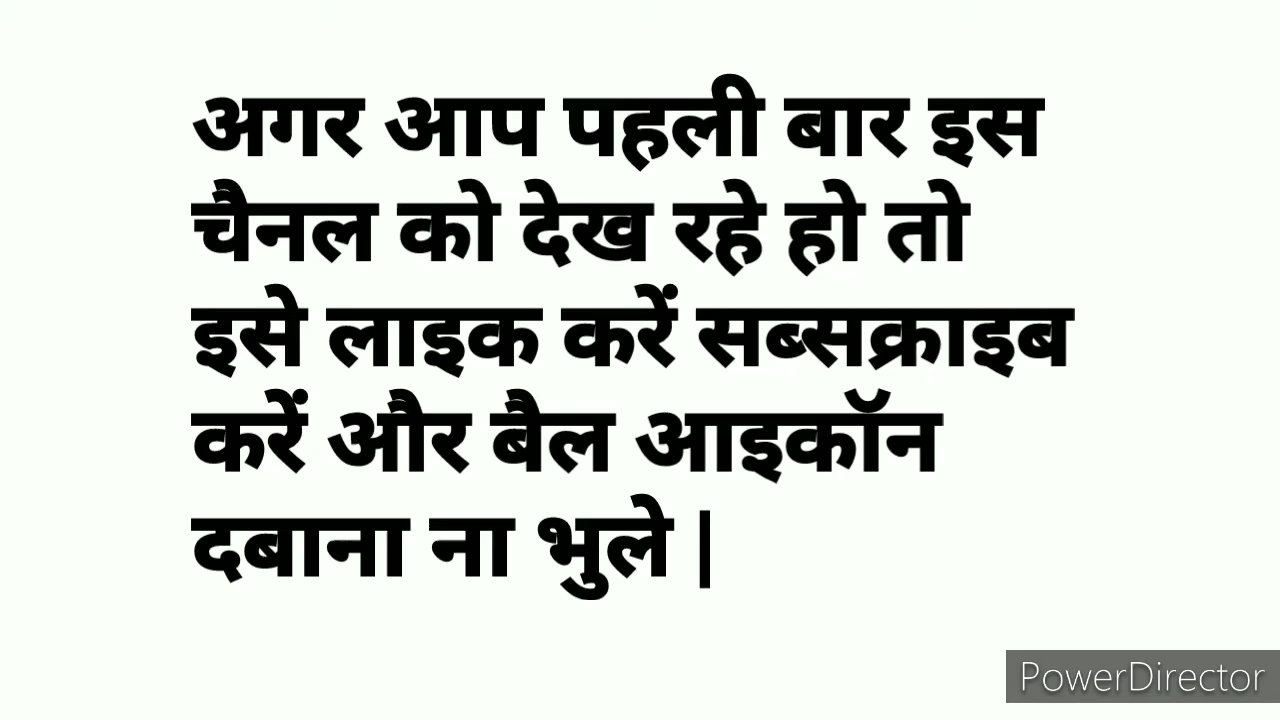 अगर आप पहली बार इस
चैनल को देख रहे हो तो
इसे लाइक करें सब्सक्राइब
करें और बैल आइकॉन
दबाना ना भुले |
PowerDirector